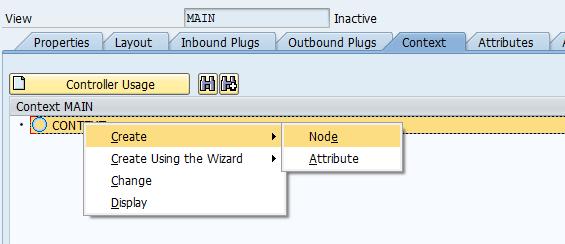 View MAIN Inactive
Properties Layout Inbound Plugs Outbound Plugs Context Attributes
Controller Usage
Context MAIN
CONTEXT
Create Node
Create Using the Wizard Attribute
Change
Display